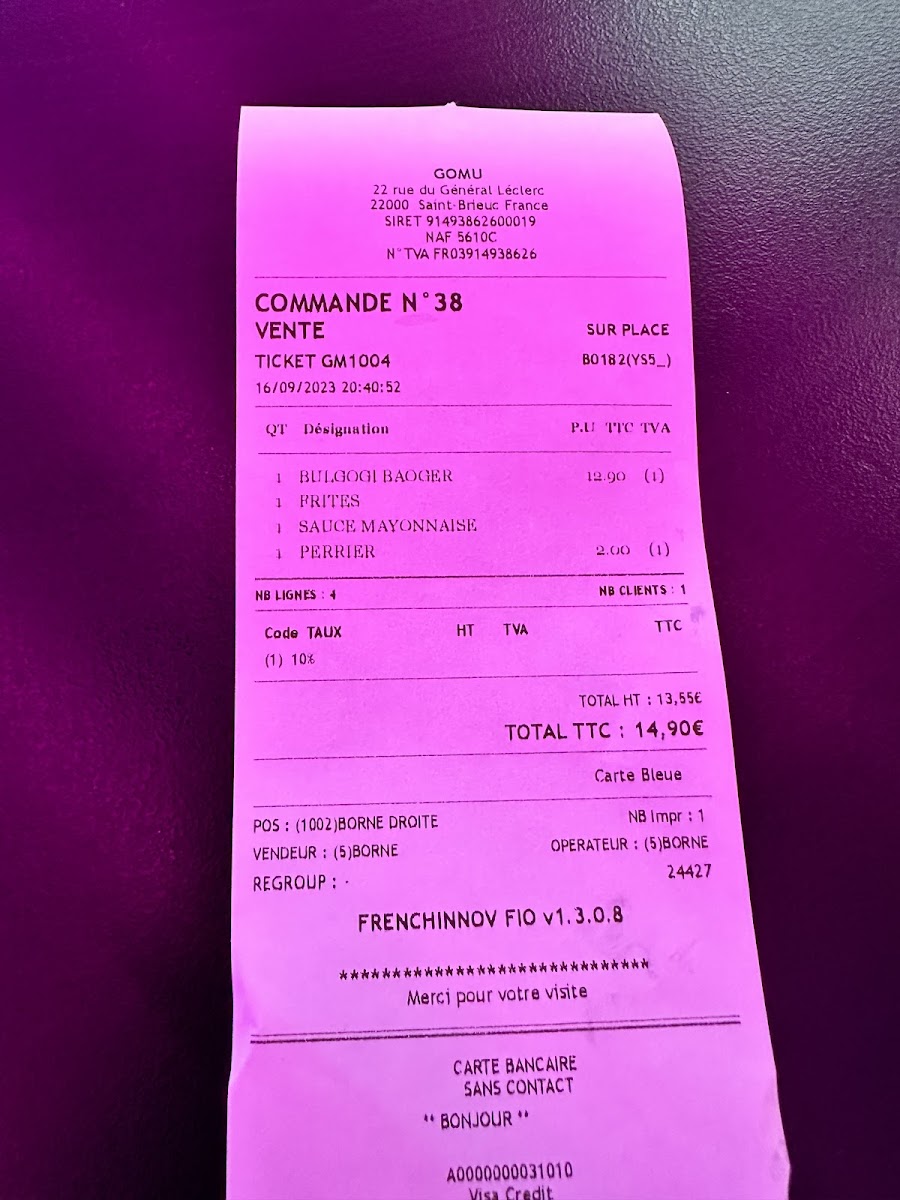 GOMU
22 rue du Général Léclerc
22000 Saint-Brieuc France
SIRET 91493862600019
NAF 5610C
N°TVA FR03914938626
COMMANDE N°38
VENTE SUR PLACE
TICKET GM1004 B0182(YS5_)
16/09/2023 20:40:52
QT Désignation P.U TTC TVA
1 BULGOGI BAOGER 12.90 (1)
1 FRITES
1 SAUCE MAYONNAISE
1 PERRIER 2.00 (1)
NB LIGNES : 4 NB CLIENTS : 1
Code TAUX HT TVA TTC
(1) 10%
TOTAL HT : 13,55€
TOTAL TTC : 14,90€
Carte Bleue
POS : (1002)BORNE DROITE NB Impr : 1
VENDEUR : (5)BORNE OPERATEUR : (5)BORNE
REGROUP : - 24427
FRENCHINNOV FIO v1.3.0.8
*****************************
Merci pour votre visite
CARTE BANCAIRE
SANS CONTACT
** BONJOUR **
A0000000031010
Visa Credit